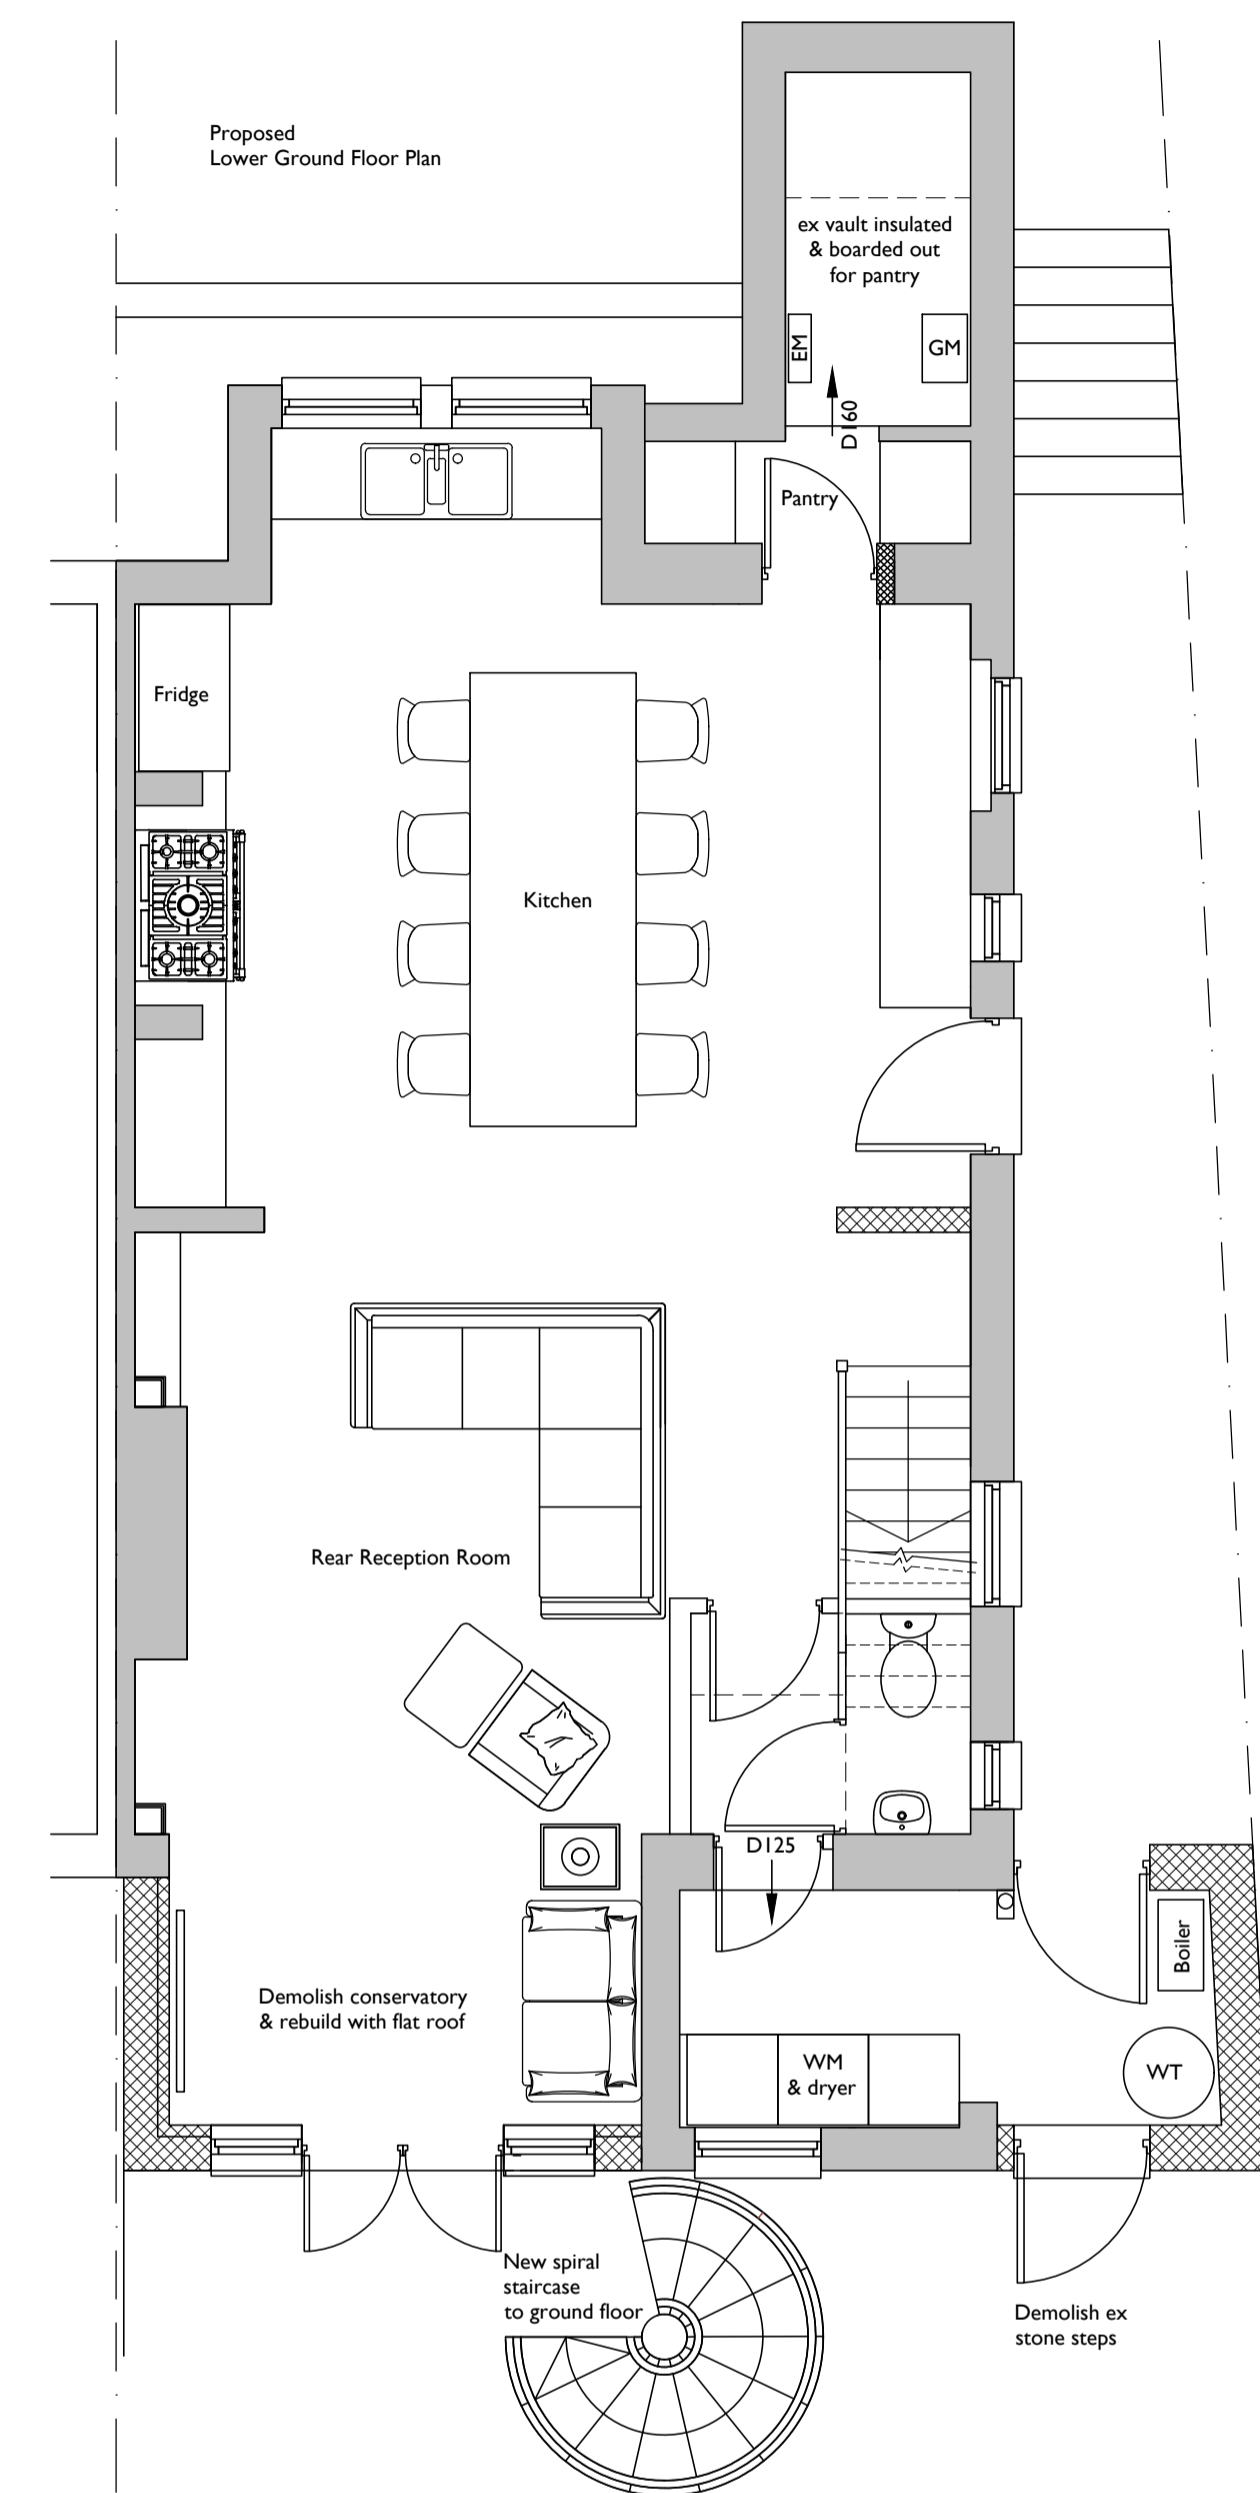 Proposed
Lower Ground Floor Plan
ex vault insulated
& boarded out
for pantry
EM
GM
D160
Pantry
Fridge
Kitchen
Rear Reception Room
D125
Boiler
Demolish conservatory
& rebuild with flat roof
WM
& dryer
WT
New spiral
staircase
to ground floor
Demolish ex
stone steps